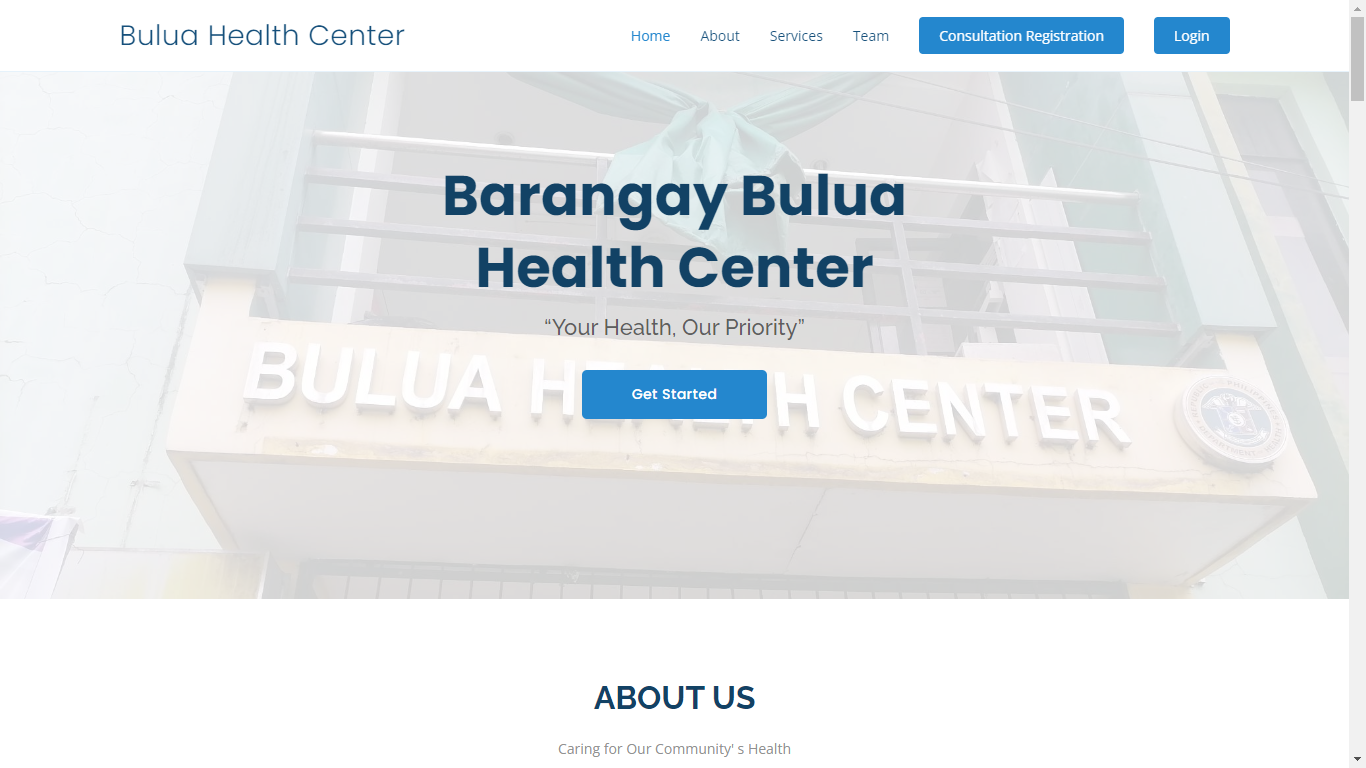 Bulua Health Center
Home About Services Team Consultation Registration Login
Barangay Bulua
Health Center
“Your Health, Our Priority”
BULUA HEALTH CENTER
Get Started
ABOUT US
Caring for Our Community' s Health